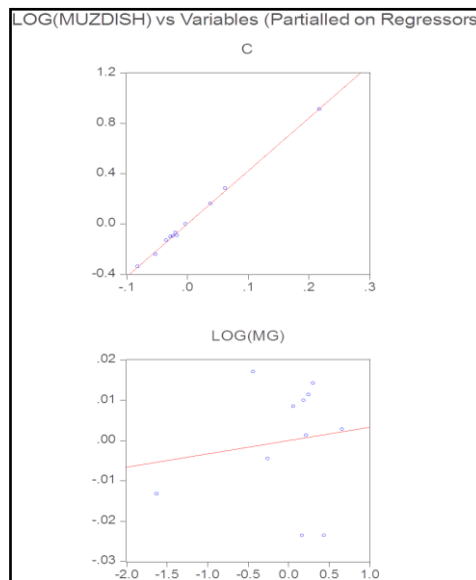 LOG(MUZDISH) vs Variables (Partialled on Regressors
C
1.2
0.8
0.4
0.0
-0.4
-.1 .0 .1 .2 .3
LOG(MG)
.02
.01
.00
-.01
-.02
-.03
-2.0 -1.5 -1.0 -0.5 0.0 0.5 1.0